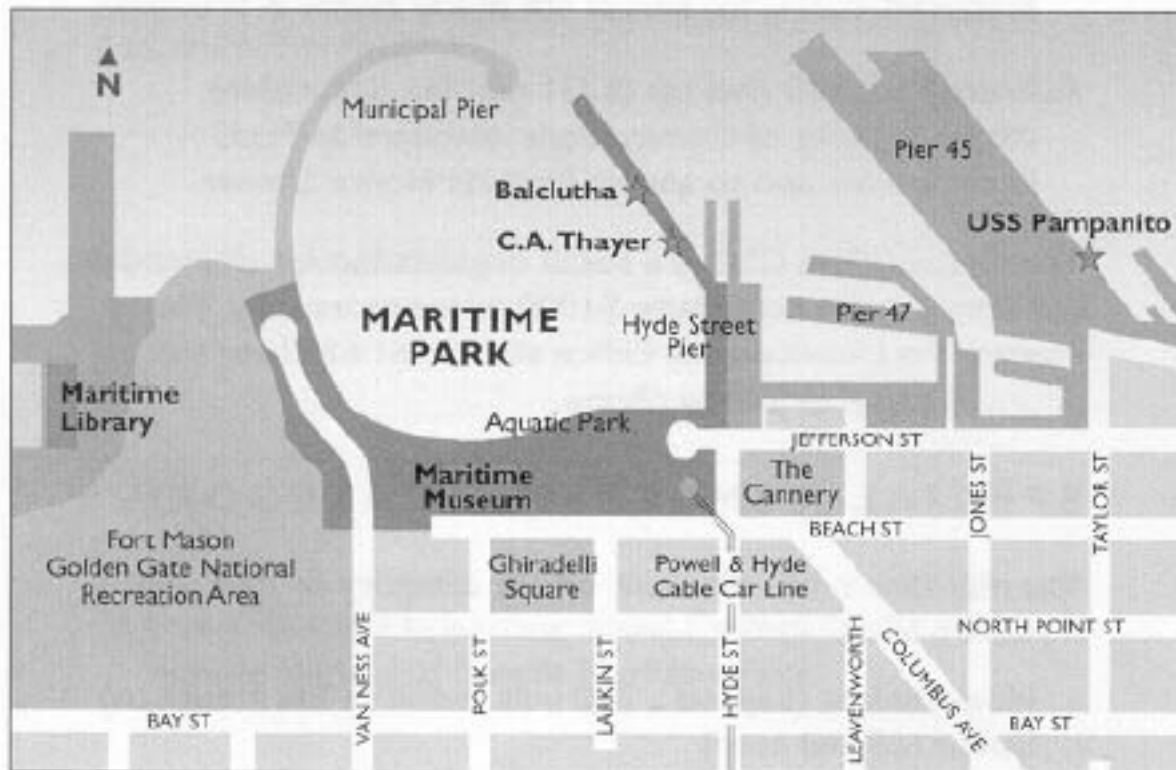 N
Municipal Pier
Pier 45
Balclutha
USS Pampanito
C.A. Thayer
MARITIME
PARK
Hyde Street
Pier
Pier 47
Maritime
Library
Aquatic Park
JEFFERSON ST
Maritime
Museum
The
Cannery
JONES ST
TAYLOR ST
BEACH ST
Fort Mason
Golden Gate National
Recreation Area
Ghiradelli
Square
Powell & Hyde
Cable Car Line
NORTH POINT ST
VAN NESS AVE
POLK ST
LARKIN ST
HYDE ST
LEAVENWORTH
COLUMBUS AVE
BAY ST
BAY ST